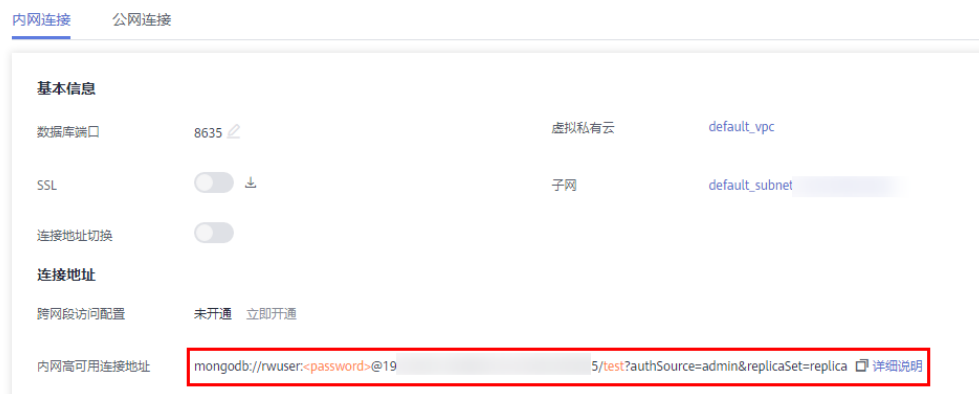 内网连接 公网连接
基本信息
数据库端口 8635 虚拟私有云 default_vpc
SSL 子网 default_subnet
连接地址切换
连接地址
跨网段访问配置 未开通 立即开通
内网高可用连接地址 mongodb://rwuser:<password>@19 5/test?authSource=admin&replicaSet=replica 详细说明